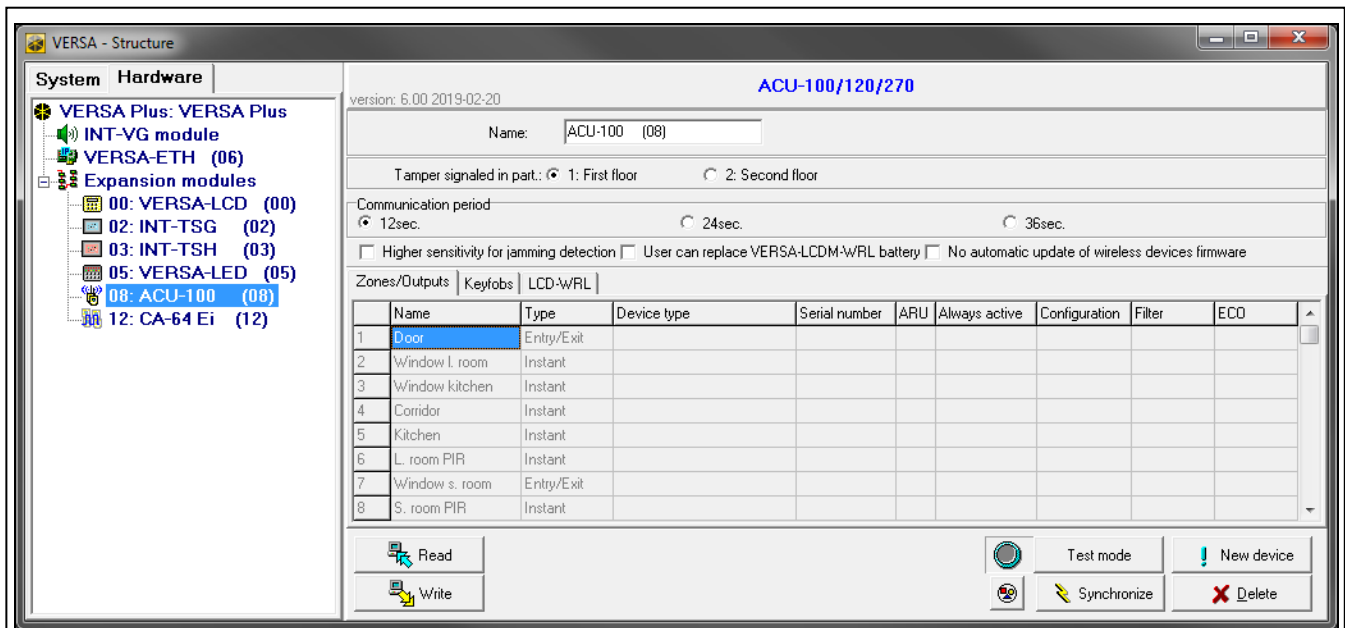 VERSA - Structure
System Hardware
VERSA Plus: VERSA Plus
INT-VG module
VERSA-ETH (06)
Expansion modules
00: VERSA-LCD (00)
02: INT-TSG (02)
03: INT-TSH (03)
05: VERSA-LED (05)
08: ACU-100 (08)
12: CA-64 Ei (12)
ACU-100/120/270
version: 6.00 2019-02-20
Name: ACU-100 (08)
Tamper signaled in part.: 1: First floor 2: Second floor
Communication period
12sec. 24sec. 36sec.
Higher sensitivity for jamming detection User can replace VERSA-LCDM-WRL battery No automatic update of wireless devices firmware
Zones/Outputs Keyfobs LCD-WRL
Name Type Device type Serial number ARU Always active Configuration Filter ECO
1 Door Entry/Exit
2 Window l. room Instant
3 Window kitchen Instant
4 Corridor Instant
5 Kitchen Instant
6 L. room PIR Instant
7 Window s. room Entry/Exit
8 S. room PIR Instant
Read Test mode New device
Write Synchronize Delete